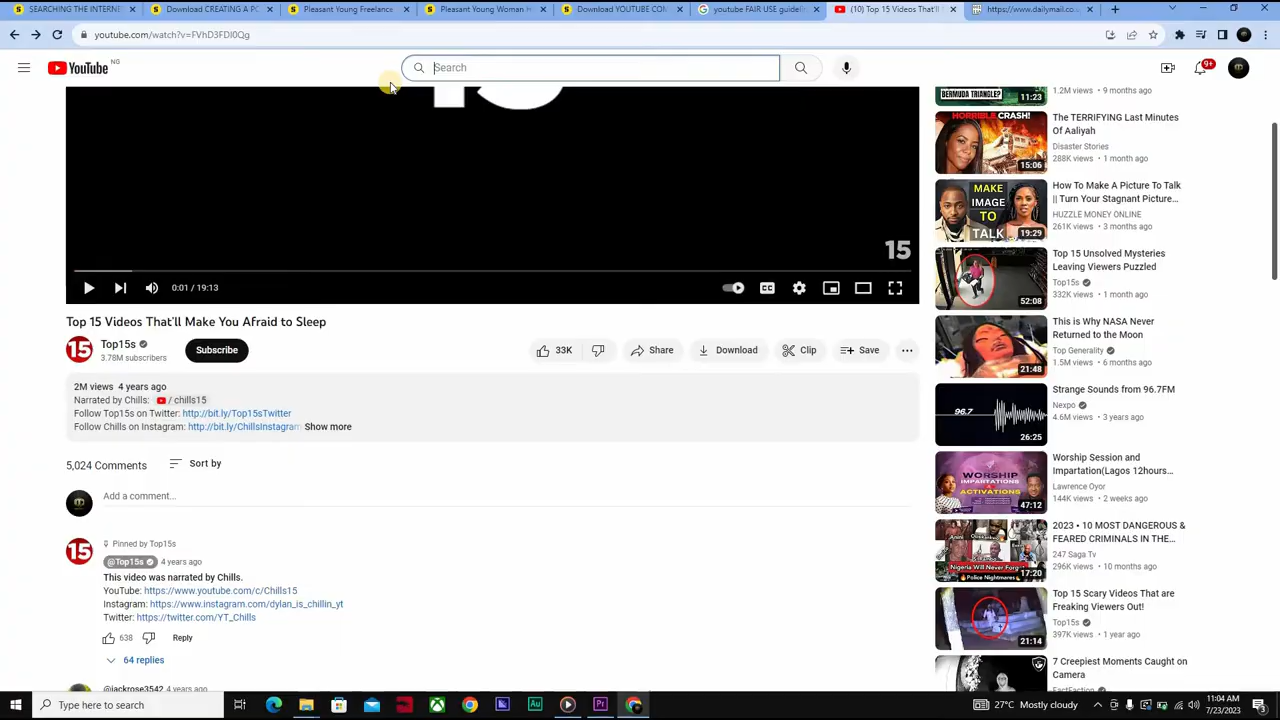 SEARCHING THE INTERNE
Download CREATING A PO
Pleasant Young Freelance
Pleasant Young Woman H
Download YOUTUBE CON
youtube FAIR USE guidelin
(10) Top 15 Videos That'll
https://www.dailymail.co.
youtube.com/watch?v=FVhD3FDI0Qg
YouTube NG
Search
9+
15
15
0:01 / 19:13
CC
Top 15 Videos That'll Make You Afraid to Sleep
15
Top15s
3.78M subscribers
Subscribe
33K
Share
Download
Clip
Save
2M views 4 years ago
Narrated by Chills: / chills15
Follow Top15s on Twitter: http://bit.ly/Top15sTwitter
Follow Chills on Instagram: http://bit.ly/ChillsInstagram Show more
5,024 Comments
Sort by
Add a comment...
15
Pinned by Top15s
@Top15s 4 years ago
This video was narrated by Chills.
YouTube: https://www.youtube.com/c/Chills15
Instagram: https://www.instagram.com/dylan_is_chillin_yt
Twitter: https://twitter.com/YT_Chills
638
Reply
64 replies
@jackrose3542 4 years ago
BERMUDA TRIANGLE?
11:23
1.2M views • 9 months ago
HORRIBLE CRASH!
15:06
The TERRIFYING Last Minutes
Of Aaliyah
Disaster Stories
288K views • 1 month ago
MAKE
IMAGE
TO
TALK
19:29
How To Make A Picture To Talk
|| Turn Your Stagnant Picture...
HUZZLE MONEY ONLINE
261K views • 3 months ago
52:08
Top 15 Unsolved Mysteries
Leaving Viewers Puzzled
Top15s
332K views • 1 month ago
21:48
This is Why NASA Never
Returned to the Moon
Top Generality
1.5M views • 6 months ago
96.7
26:25
Strange Sounds from 96.7FM
Nexpo
4.6M views • 3 years ago
WORSHIP
IMPARTATIONS
ACTIVATIONS
47:12
Worship Session and
Impartation(Lagos 12hours...
Lawrence Oyor
144K views • 2 weeks ago
Anini
Nigeria Will Never Forget
Police Nightmares
17:20
2023 • 10 MOST DANGEROUS &
FEARED CRIMINALS IN THE...
247 Saga Tv
296K views • 10 months ago
21:14
Top 15 Scary Videos That are
Freaking Viewers Out!
Top15s
397K views • 1 year ago
7 Creepiest Moments Caught on
Camera
FactFaction
Type here to search
Au
Pr
27°C Mostly cloudy
11:04 AM
7/23/2023
3